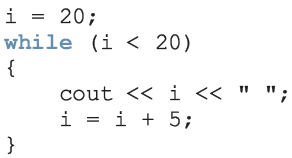 i = 20;
while (i < 20)
{
    cout << i << " ";
    i = i + 5;
}